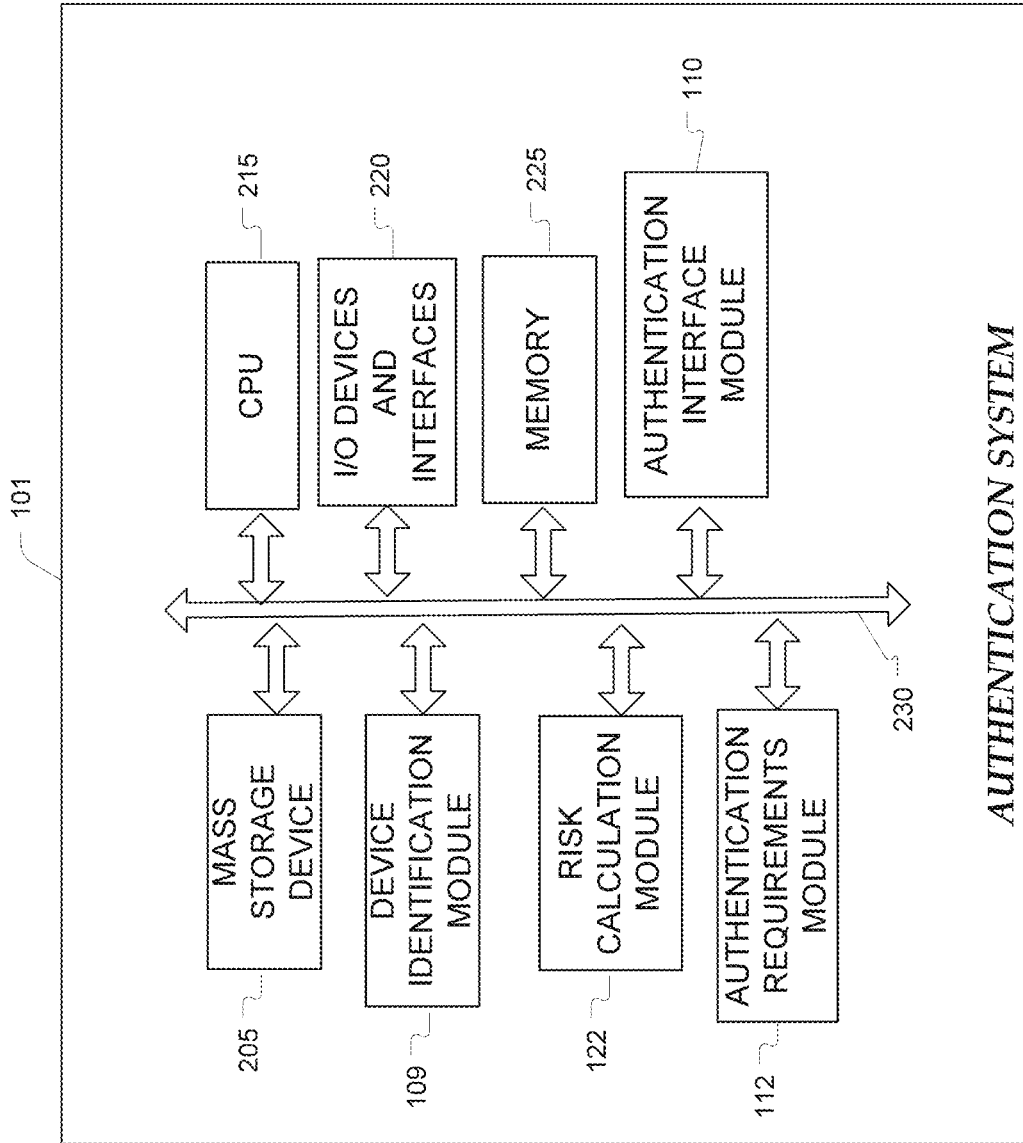 101
MASS
STORAGE
DEVICE
205
DEVICE
IDENTIFICATION
MODULE
109
RISK
CALCULATION
MODULE
122
AUTHENTICATION
REQUIREMENTS
MODULE
112
CPU
215
I/O DEVICES
AND
INTERFACES
220
MEMORY
225
AUTHENTICATION
INTERFACE
MODULE
110
230
AUTHENTICATION SYSTEM